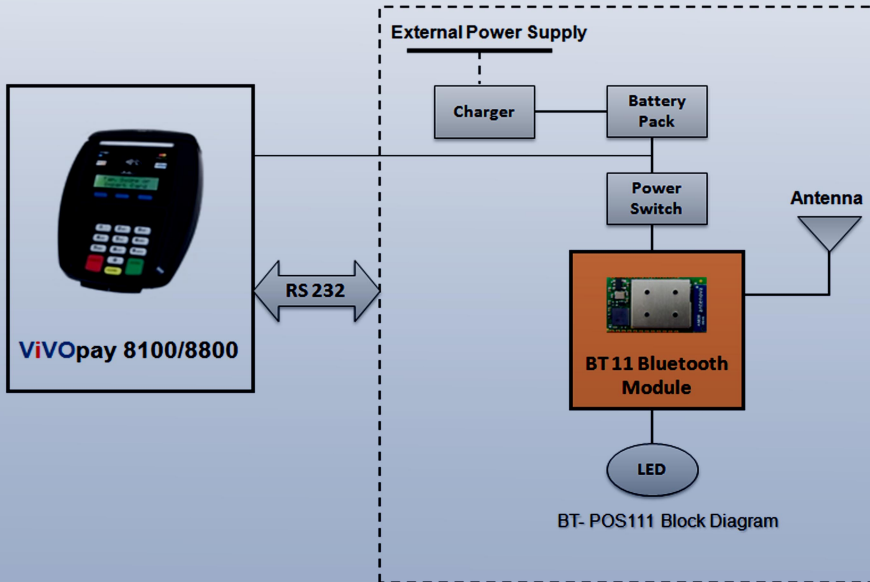 External Power Supply
Charger
Battery
Pack
Power
Switch
Antenna
RS 232
ViVOpay 8100/8800
BT 11 Bluetooth
Module
LED
BT- POS111 Block Diagram